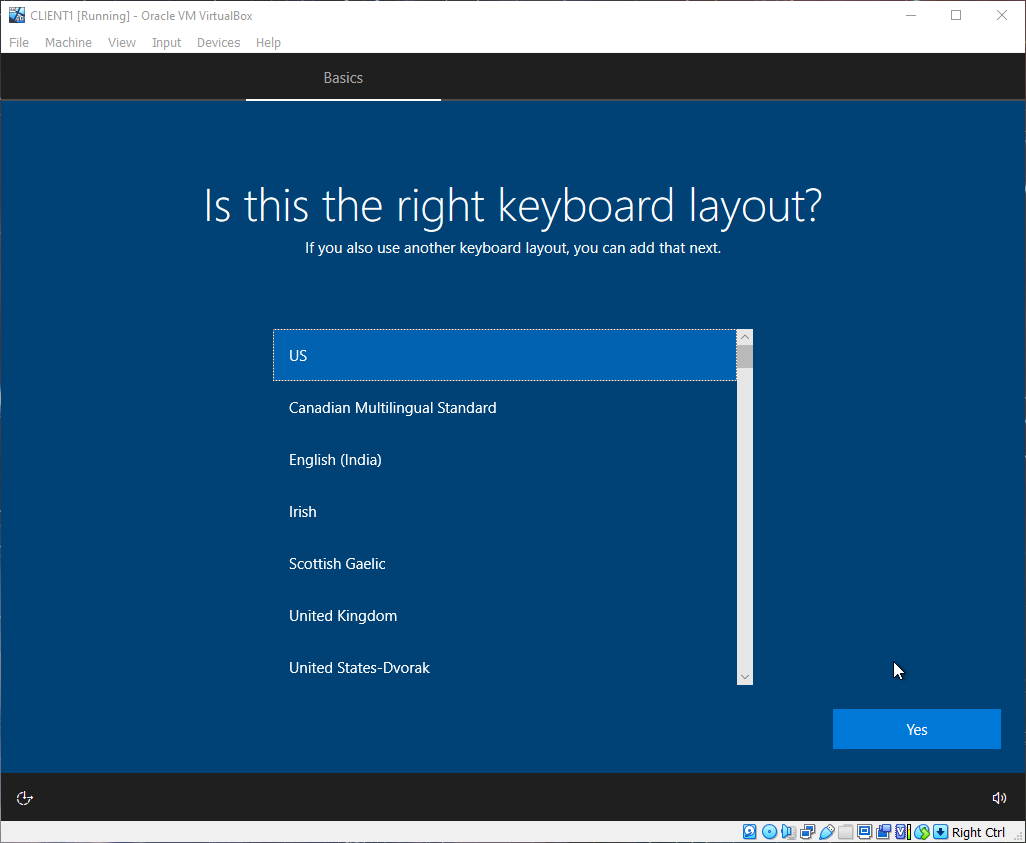 CLIENT1 [Running] - Oracle VM VirtualBox
File Machine View Input Devices Help
Basics
Is this the right keyboard layout?
If you also use another keyboard layout, you can add that next.
US
Canadian Multilingual Standard
English (India)
Irish
Scottish Gaelic
United Kingdom
United States-Dvorak
Yes
Right Ctrl